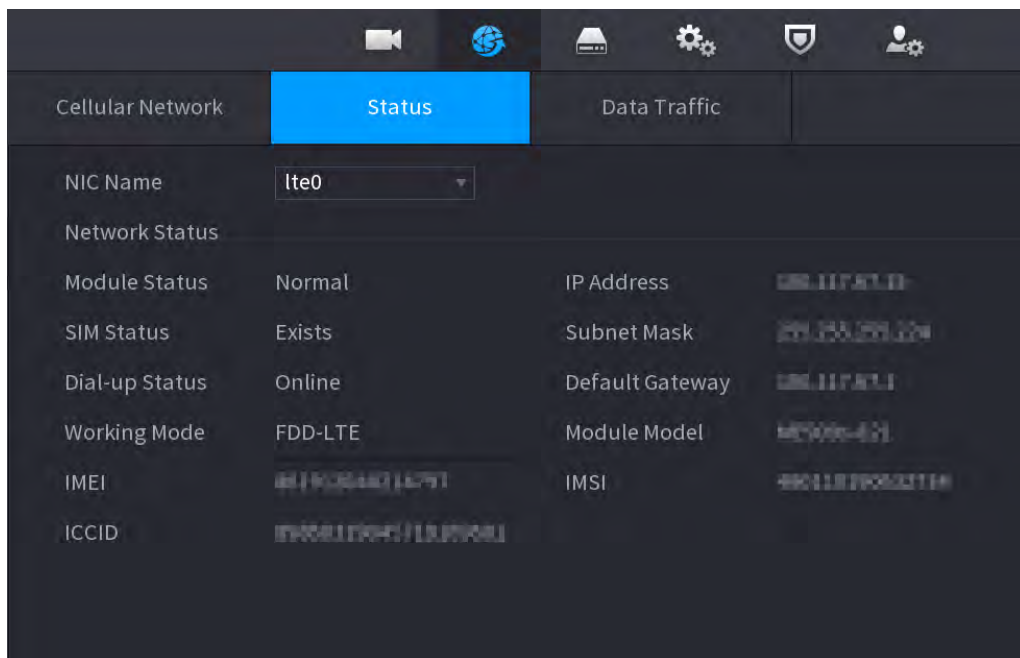 Cellular Network Status Data Traffic
NIC Name lte0
Network Status
Module Status Normal IP Address
SIM Status Exists Subnet Mask
Dial-up Status Online Default Gateway
Working Mode FDD-LTE Module Model
IMEI IMSI
ICCID